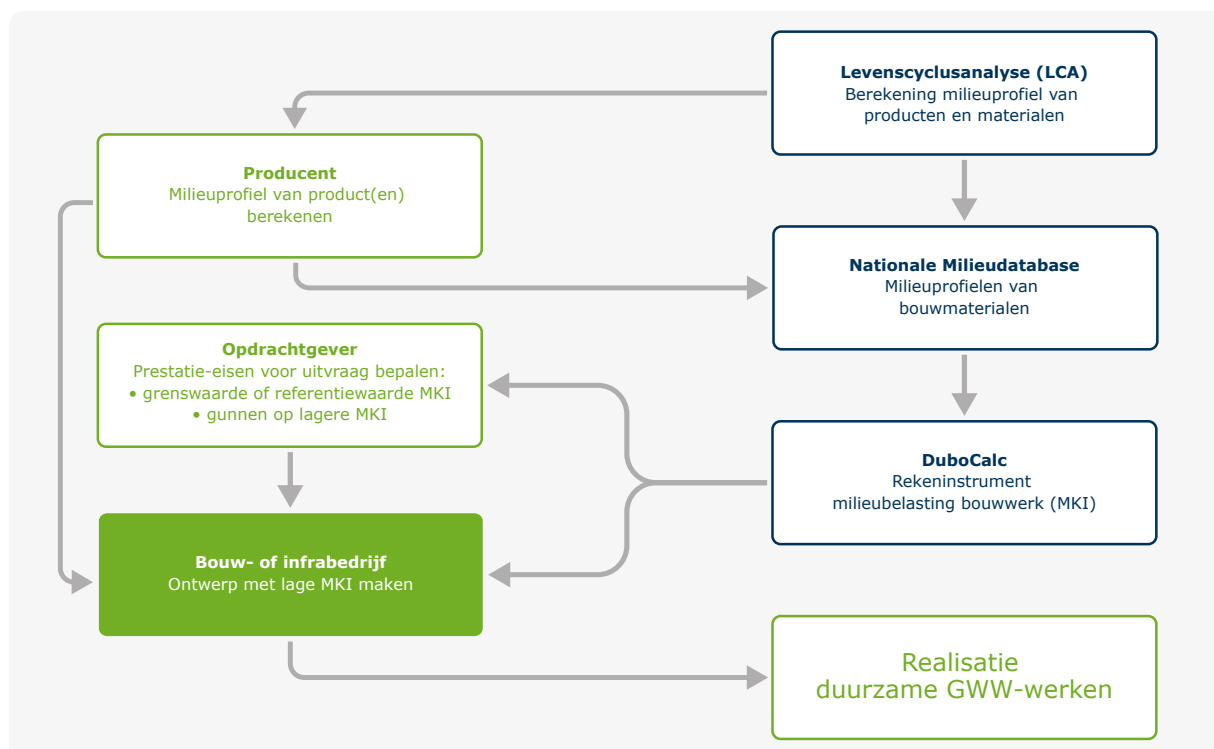 Levenscyclusanalyse (LCA)
Berekening milieuprofiel van
producten en materialen
Producent
Milieuprofiel van product(en)
berekenen
Nationale Milieudatabase
Milieuprofielen van
bouwmaterialen
Opdrachtgever
Prestatie-eisen voor uitvraag bepalen:
• grenswaarde of referentiewaarde MKI
• gunnen op lagere MKI
DuboCalc
Rekeninstrument
milieubelasting bouwwerk (MKI)
Bouw- of infrabedrijf
Ontwerp met lage MKI maken
Realisatie
duurzame GWW-werken